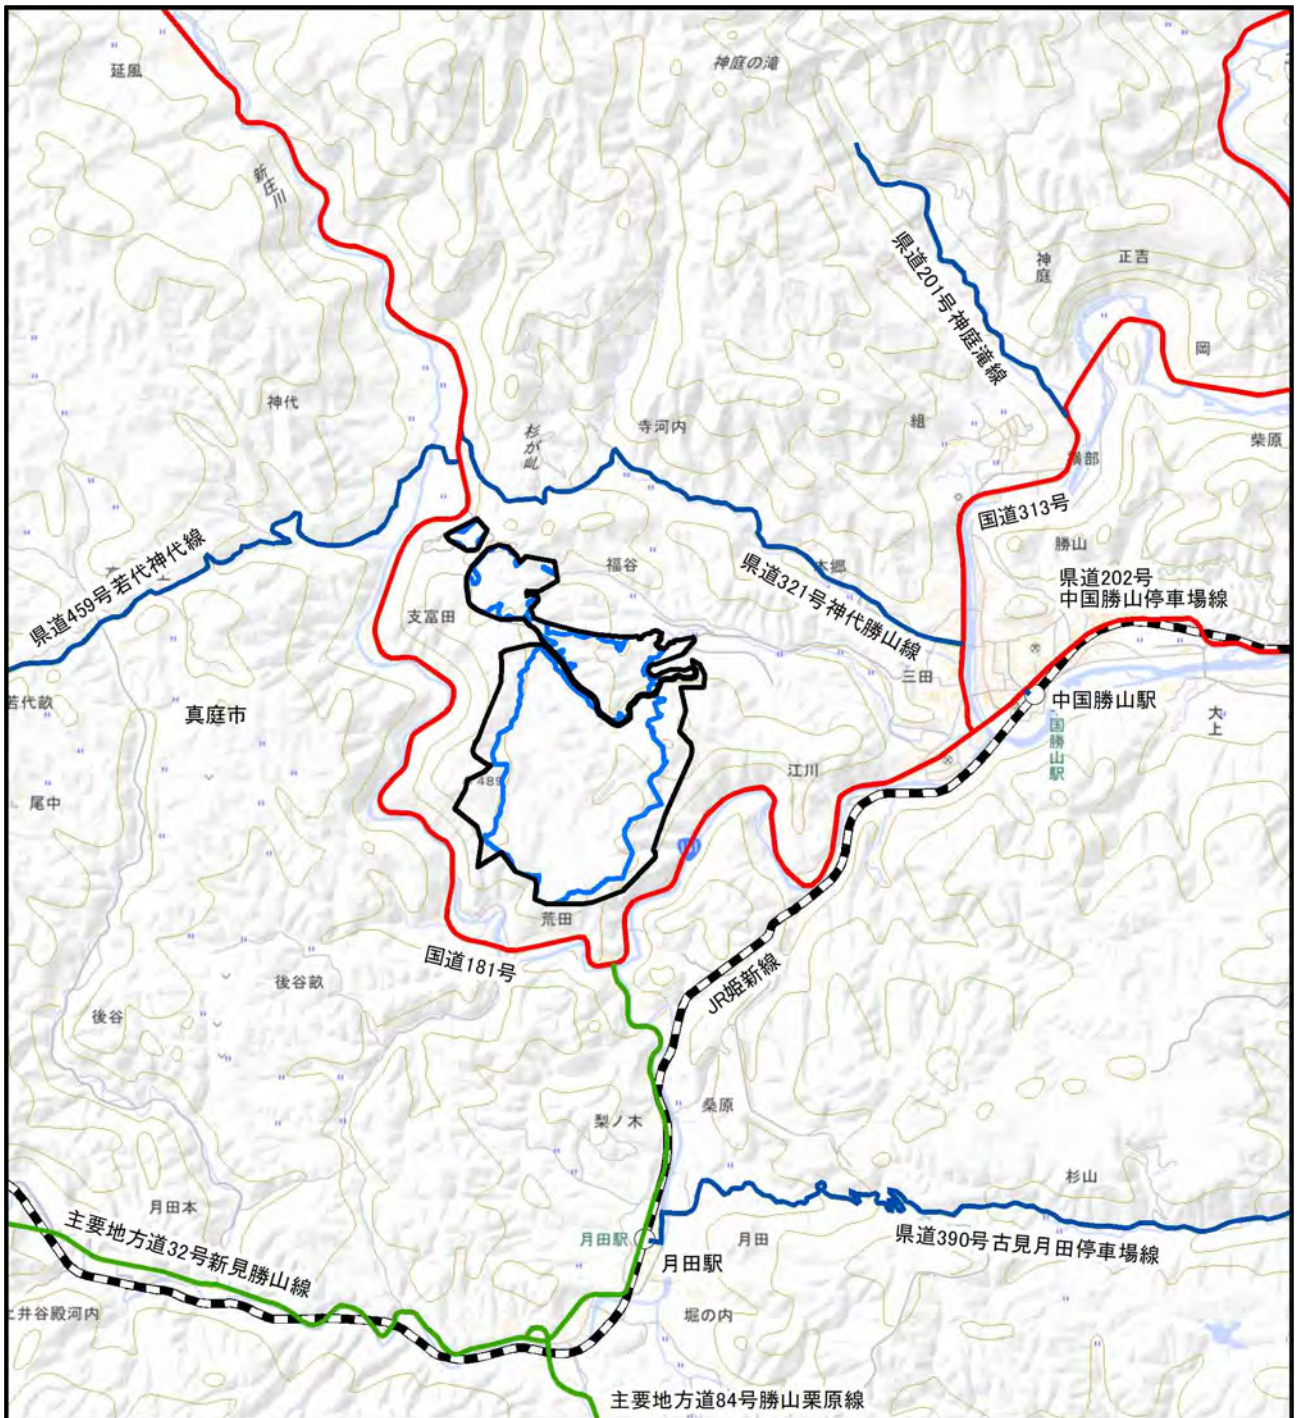 神庭の滝
延風
新庄川
県道201号神庭滝線
神庭
正吉
岡
神代
杉が乢
寺河内
組
柴原
国道313号
勝山
福谷
本郷
県道202号
中国勝山停車場線
県道459号若代神代線
支富田
県道321号神代勝山線
三田
若代畝
真庭市
中国勝山駅
国勝山駅
大上
489
江川
尾中
荒田
国道181号
後谷畝
JR姫新線
後谷
桑原
梨ノ木
杉山
月田本
主要地方道32号新見勝山線
月田駅
月田
県道390号古見月田停車場線
月田駅
井谷殿河内
堀の内
主要地方道84号勝山栗原線